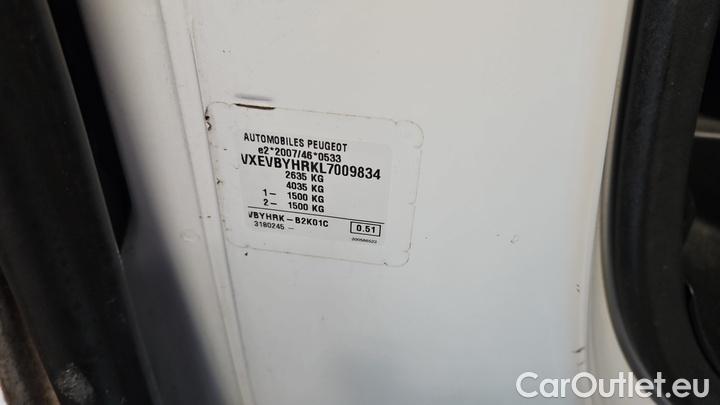 AUTOMOBILES PEUGEOT
e2*2007/46*0533
VXEVBYHRKL7009834
2635 KG
4035 KG
1- 1500 KG
2- 1500 KG
VBYHRK-B2K01C 0.51
3180245 -
CarOutlet.eu